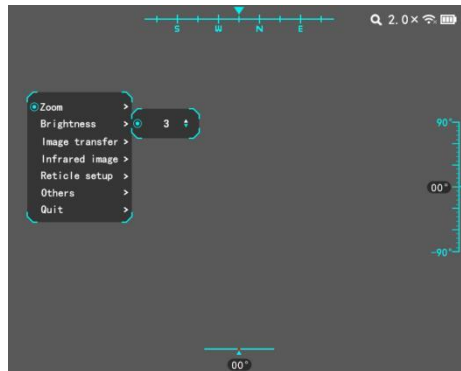 S W N E
2.0×
Zoom >
Brightness > 3
Image transfer >
Infrared image >
Reticle setup >
Others >
Quit >
90°
00°
-90°
00°